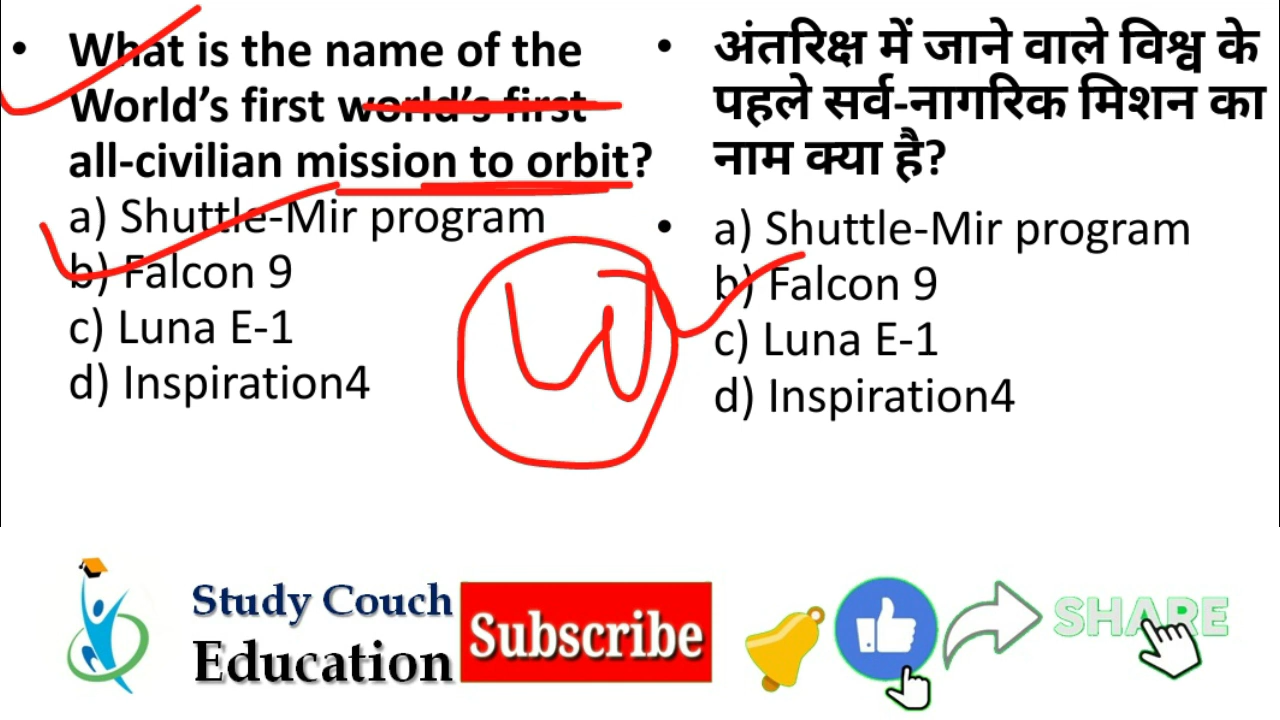 • What is the name of the
World's first world's first
all-civilian mission to orbit?
a) Shuttle-Mir program
b) Falcon 9
c) Luna E-1
d) Inspiration4
• अंतरिक्ष में जाने वाले विश्व के
पहले सर्व-नागरिक मिशन का
नाम क्या है?
• a) Shuttle-Mir program
b) Falcon 9
c) Luna E-1
d) Inspiration4
Study Couch
Education
Subscribe
SHARE